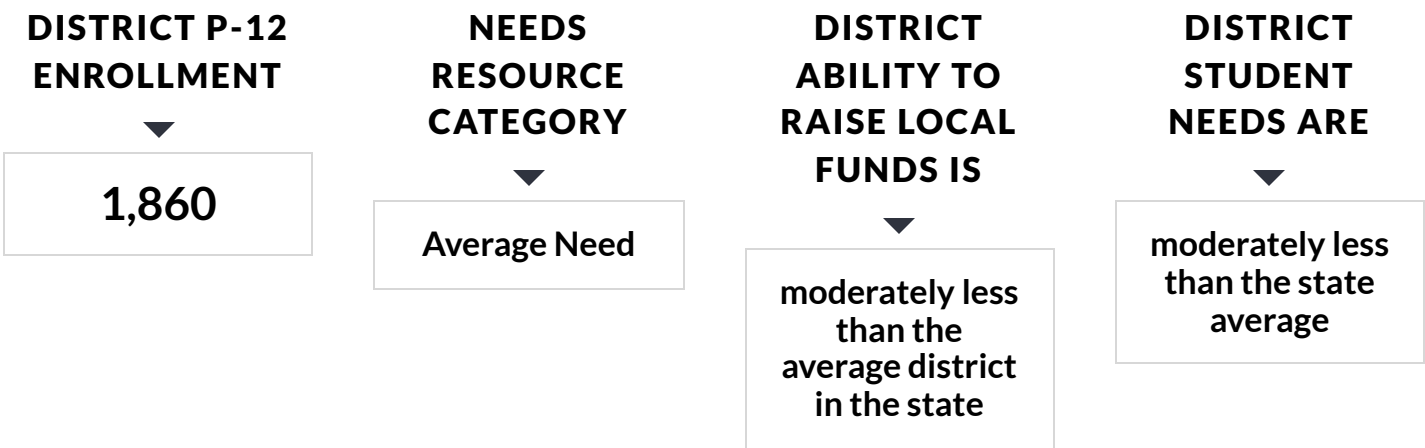 DISTRICT P-12
ENROLLMENT
1,860
NEEDS
RESOURCE
CATEGORY
Average Need
DISTRICT
ABILITY TO
RAISE LOCAL
FUNDS IS
moderately less
than the
average district
in the state
DISTRICT
STUDENT
NEEDS ARE
moderately less
than the state
average